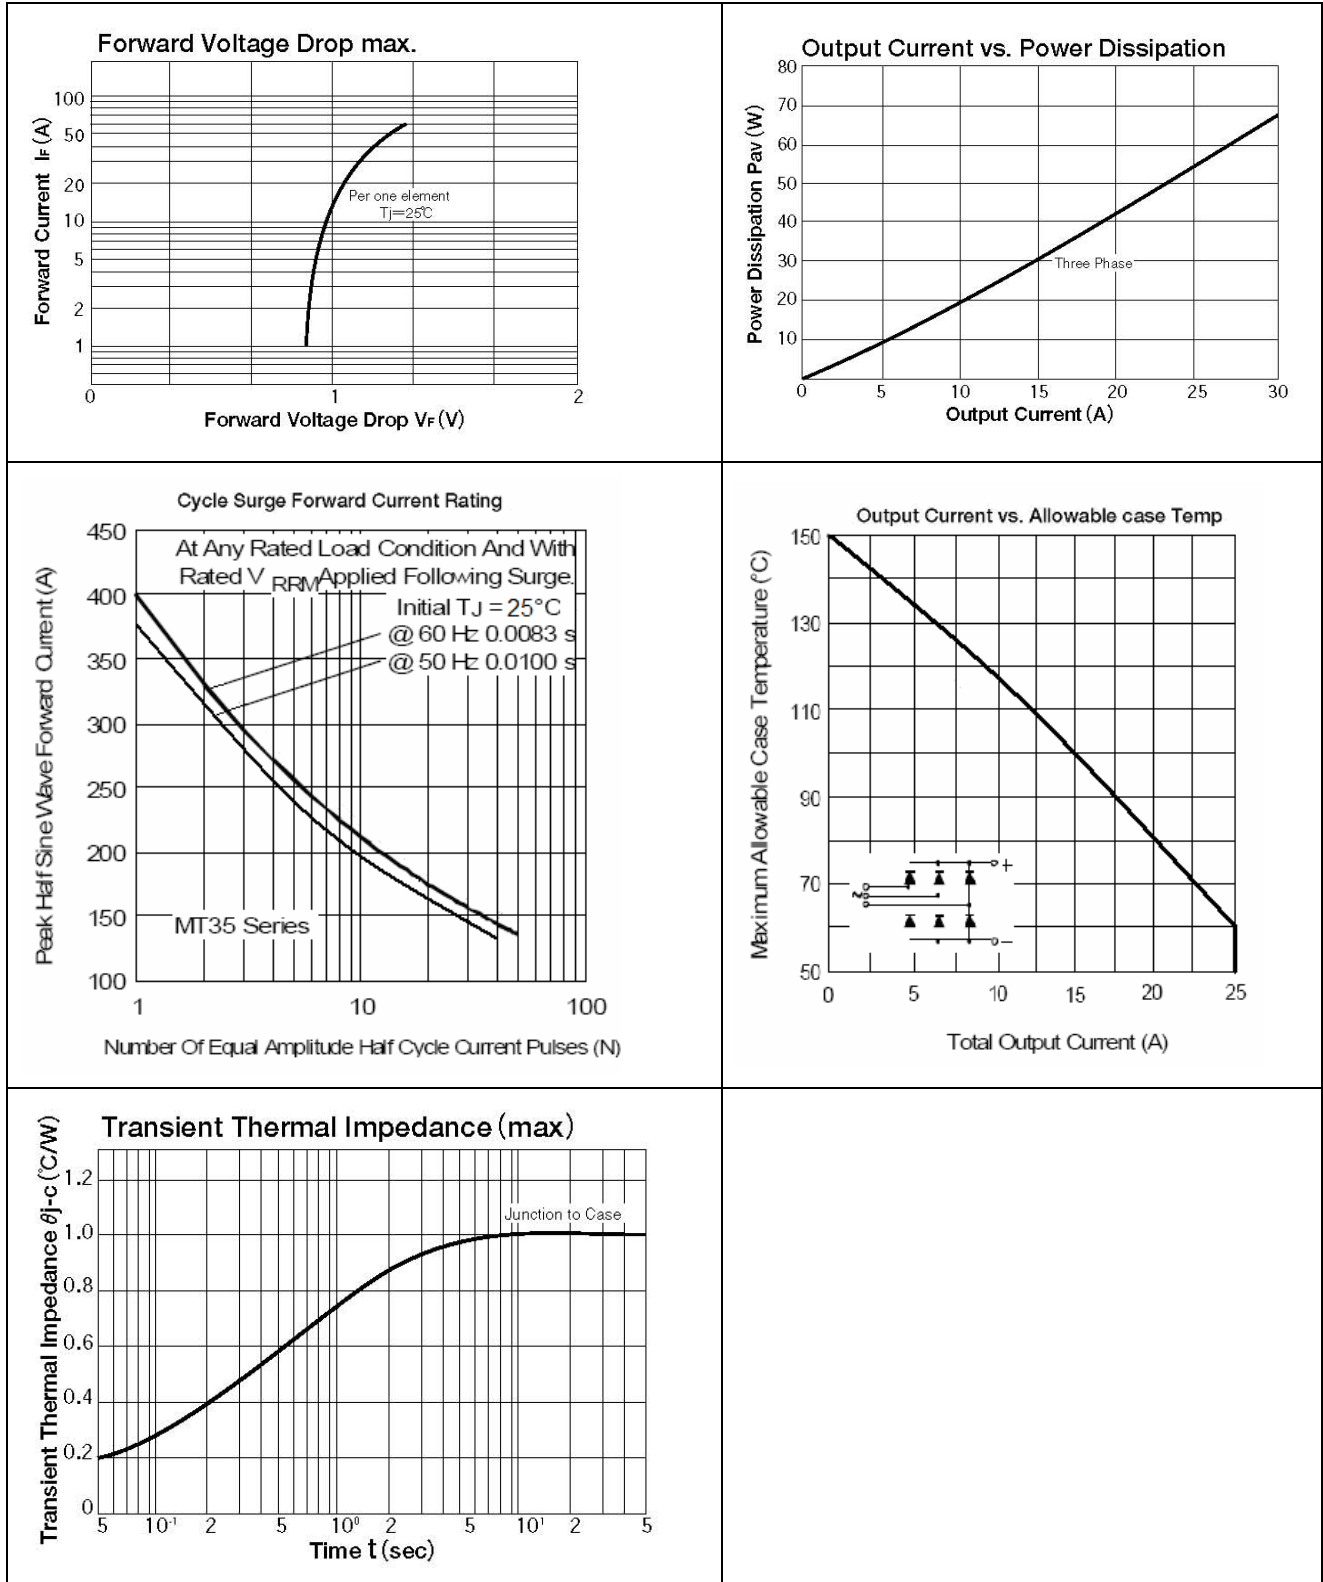 Forward Voltage Drop max.
Forward Current IF (A)
100
50
20
10
5
2
1
Per one element
Tj=25℃
0 1 2
Forward Voltage Drop VF (V)
Output Current vs. Power Dissipation
Power Dissipation Pav (W)
80
70
60
50
40
30
20
10
Three Phase
0 5 10 15 20 25 30
Output Current (A)
Cycle Surge Forward Current Rating
Peak Half Sine Wave Forward Current (A)
450
400
350
300
250
200
150
100
At Any Rated Load Condition And With
Rated V RRM Applied Following Surge.
Initial TJ = 25°C
@ 60 Hz 0.0083 s
@ 50 Hz 0.0100 s
MT35 Series
1 10 100
Number Of Equal Amplitude Half Cycle Current Pulses (N)
Output Current vs. Allowable case Temp
Maximum Allowable Case Temperature (°C)
150
130
110
90
70
50
~
+
−
0 5 10 15 20 25
Total Output Current (A)
Transient Thermal Impedance (max)
Transient Thermal Impedance θj-c (℃/W)
1.2
1.0
0.8
0.6
0.4
0.2
0
Junction to Case
5 10⁻¹ 2 5 10⁰ 2 5 10¹ 2 5
Time t (sec)